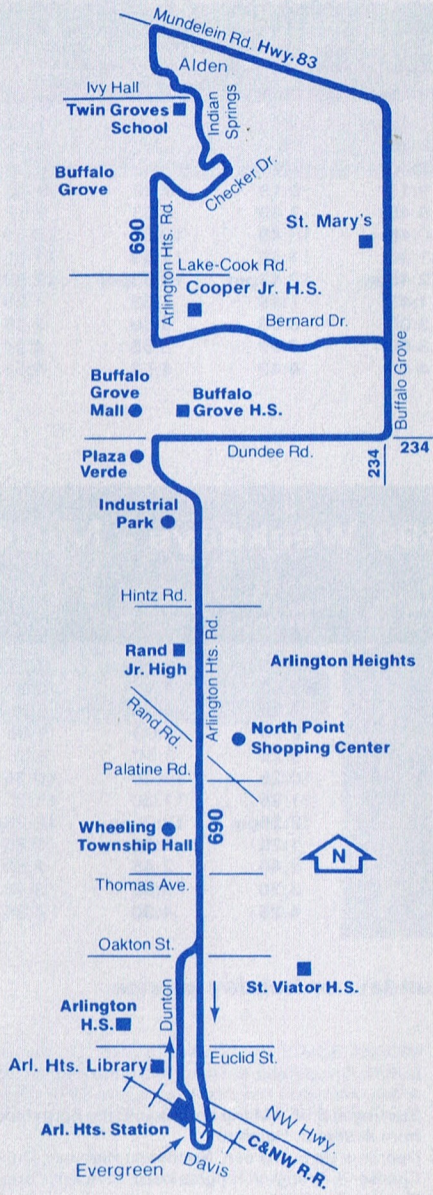 Mundelein Rd. Hwy. 83
Alden
Ivy Hall
Indian
Springs
Twin Groves
School
Checker Dr.
Buffalo
Grove
690
Arlington Hts. Rd.
St. Mary's
Lake-Cook Rd.
Cooper Jr. H.S.
Bernard Dr.
Buffalo Grove
Buffalo
Grove
Mall
Buffalo
Grove H.S.
Dundee Rd.
234
234
Plaza
Verde
Industrial
Park
Hintz Rd.
Arlington Hts. Rd.
Rand
Jr. High
Arlington Heights
Rand Rd.
North Point
Shopping Center
Palatine Rd.
690
Wheeling
Township Hall
N
Thomas Ave.
Oakton St.
St. Viator H.S.
Dunton
Arlington
H.S.
Euclid St.
Arl. Hts. Library
NW Hwy.
Arl. Hts. Station
C&NW R.R.
Evergreen
Davis